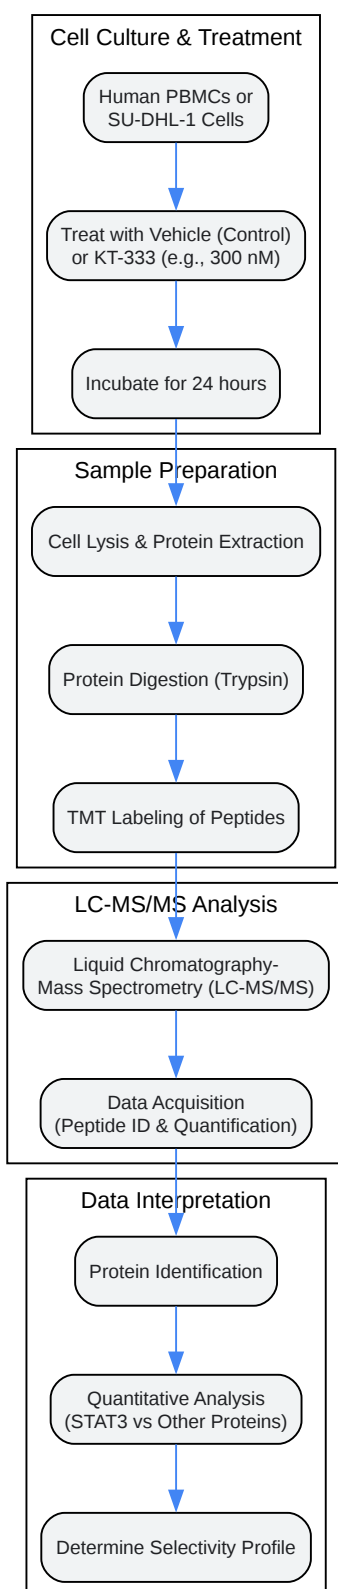 Cell Culture & Treatment
Human PBMCs or
SU-DHL-1 Cells
Treat with Vehicle (Control)
or KT-333 (e.g., 300 nM)
Incubate for 24 hours
Sample Preparation
Cell Lysis & Protein Extraction
Protein Digestion (Trypsin)
TMT Labeling of Peptides
LC-MS/MS Analysis
Liquid Chromatography-
Mass Spectrometry (LC-MS/MS)
Data Acquisition
(Peptide ID & Quantification)
Data Interpretation
Protein Identification
Quantitative Analysis
(STAT3 vs Other Proteins)
Determine Selectivity Profile